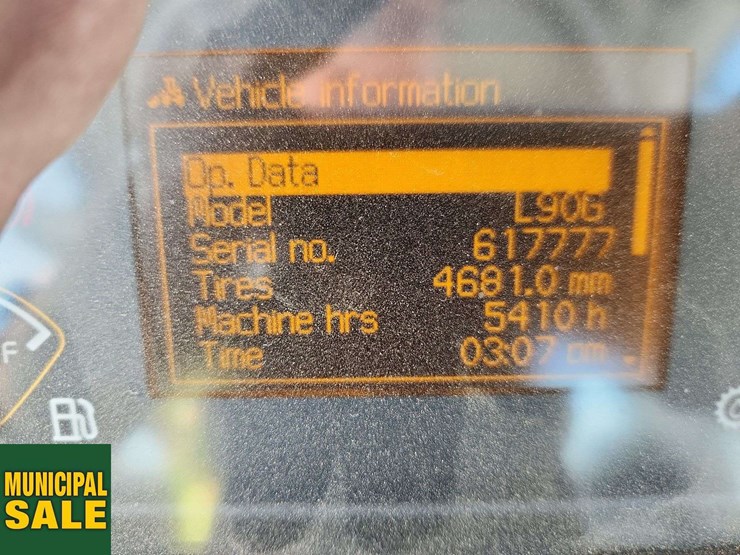 Vehicle information
Op. Data
Model L90G
Serial no. 617777
Tires 4681.0 mm
Machine hrs 5410 h
Time 03:07 pm
F
MUNICIPAL
SALE